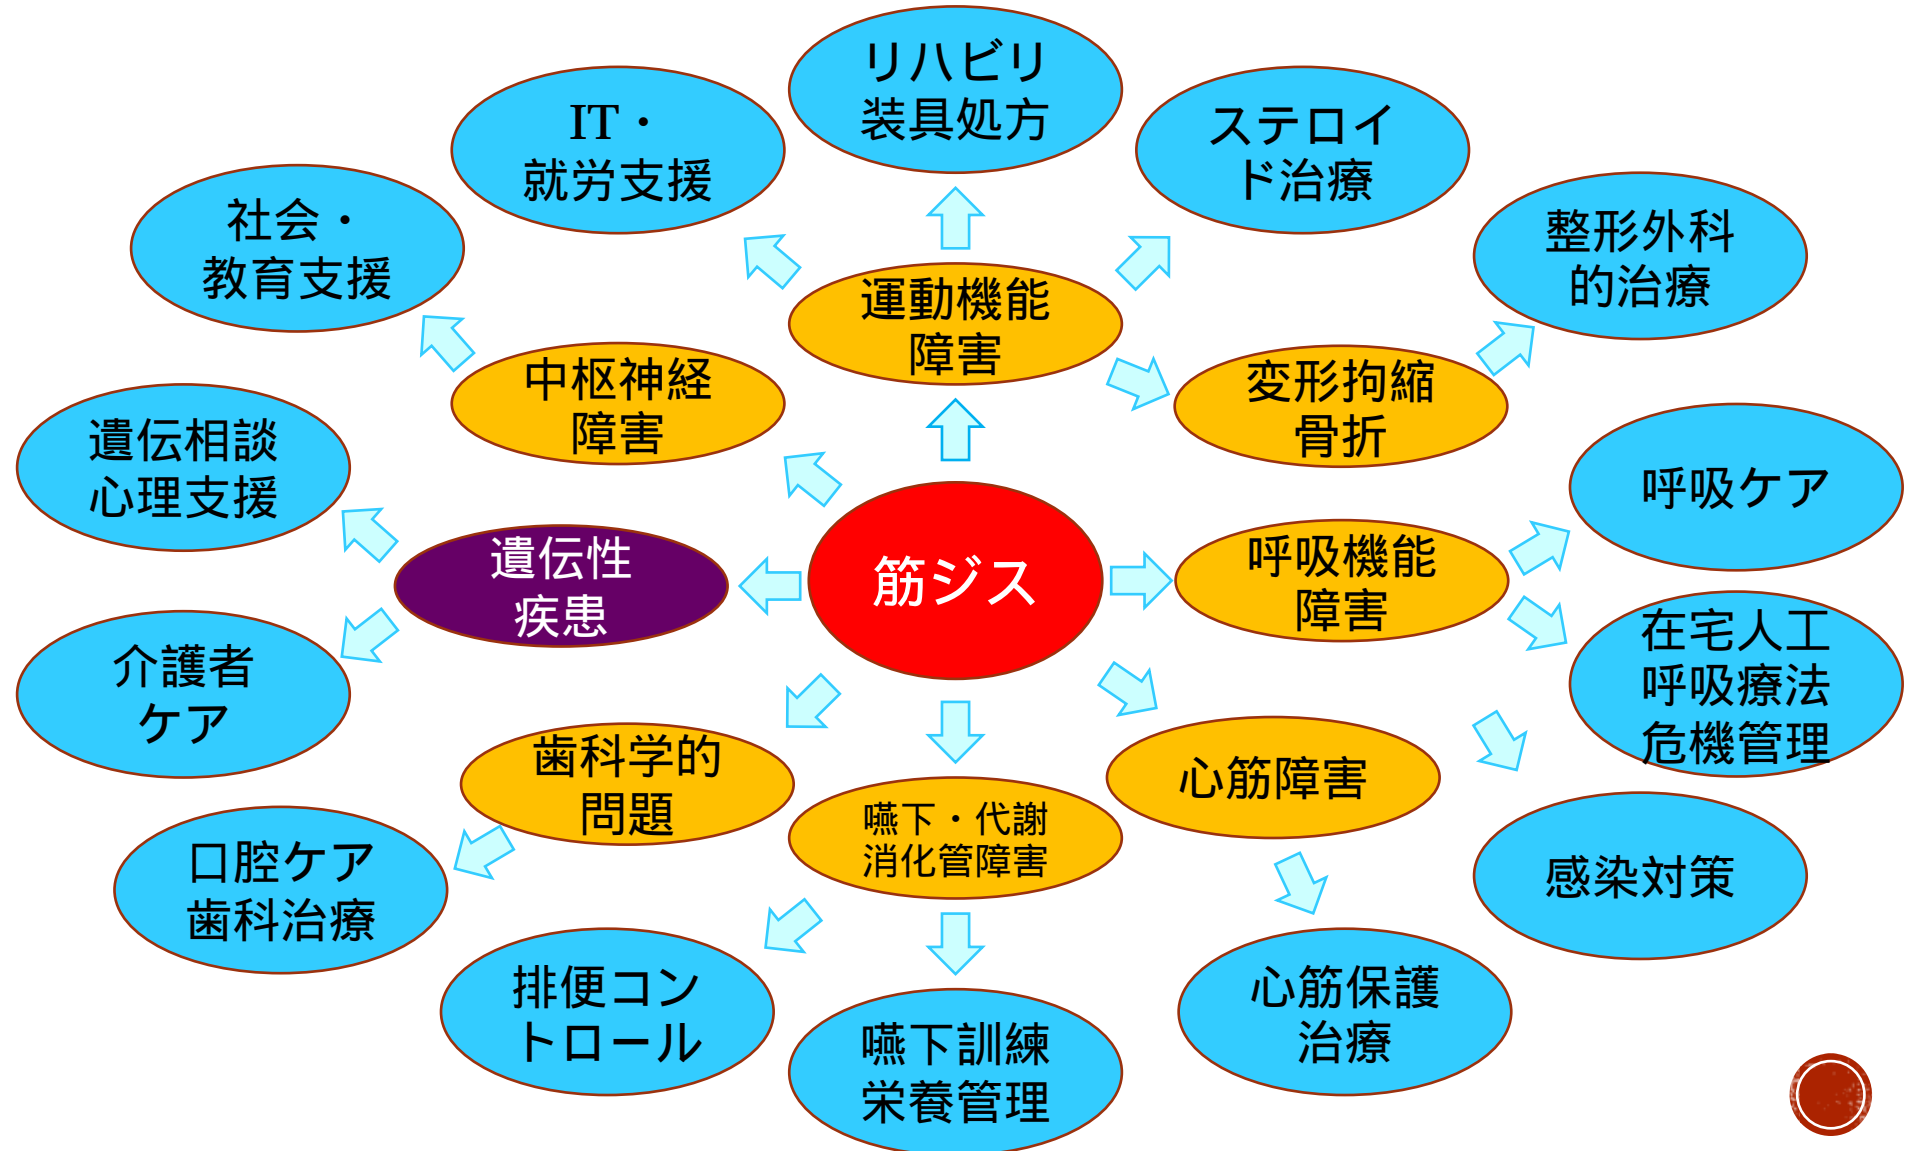 リハビリ
装具処方
IT・
就労支援
ステロイ
ド治療
社会・
教育支援
整形外科
的治療
運動機能
障害
中枢神経
障害
変形拘縮
骨折
遺伝相談
心理支援
呼吸ケア
遺伝性
疾患
筋ジス
呼吸機能
障害
介護者
ケア
在宅人工
呼吸療法
危機管理
歯科学的
問題
嚥下・代謝
消化管障害
心筋障害
口腔ケア
歯科治療
感染対策
排便コン
トロール
嚥下訓練
栄養管理
心筋保護
治療